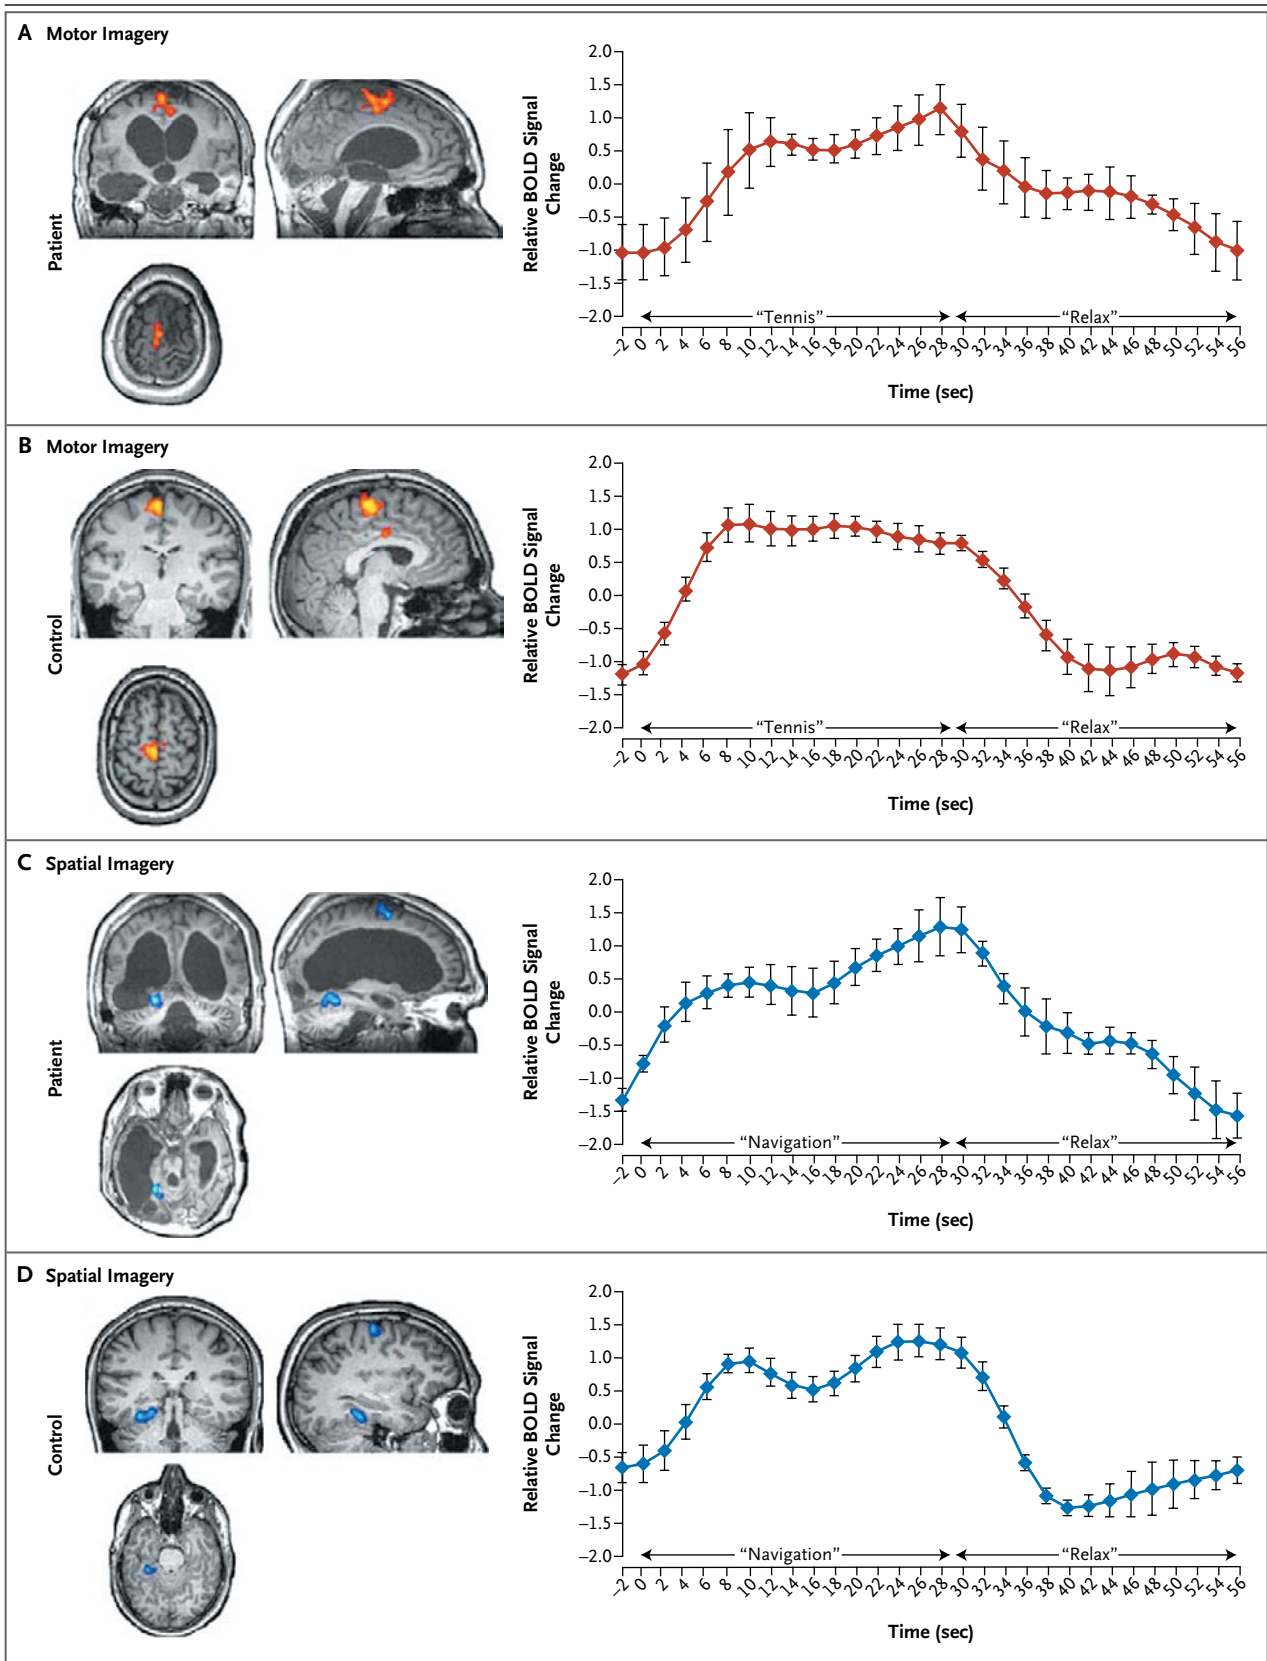 A Motor Imagery
Patient
Relative BOLD Signal
Change
2.0
1.5
1.0
0.5
0.0
−0.5
−1.0
−1.5
−2.0
“Tennis” “Relax”
−2 0 2 4 6 8 10 12 14 16 18 20 22 24 26 28 30 32 34 36 38 40 42 44 46 48 50 52 54 56
Time (sec)
B Motor Imagery
Control
Relative BOLD Signal
Change
2.0
1.5
1.0
0.5
0.0
−0.5
−1.0
−1.5
−2.0
“Tennis” “Relax”
−2 0 2 4 6 8 10 12 14 16 18 20 22 24 26 28 30 32 34 36 38 40 42 44 46 48 50 52 54 56
Time (sec)
C Spatial Imagery
Patient
Relative BOLD Signal
Change
2.0
1.5
1.0
0.5
0.0
−0.5
−1.0
−1.5
−2.0
“Navigation” “Relax”
−2 0 2 4 6 8 10 12 14 16 18 20 22 24 26 28 30 32 34 36 38 40 42 44 46 48 50 52 54 56
Time (sec)
D Spatial Imagery
Control
Relative BOLD Signal
Change
2.0
1.5
1.0
0.5
0.0
−0.5
−1.0
−1.5
−2.0
“Navigation” “Relax”
−2 0 2 4 6 8 10 12 14 16 18 20 22 24 26 28 30 32 34 36 38 40 42 44 46 48 50 52 54 56
Time (sec)